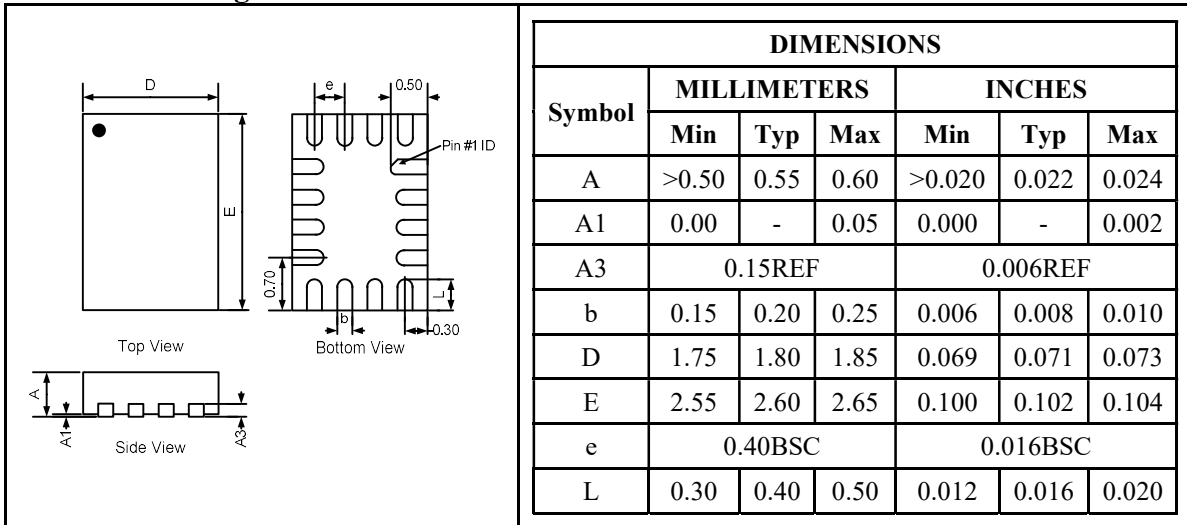 D
e
0.50
Pin #1 ID
E
0.70
L
b
0.30
Top View
Bottom View
A
A1
A3
Side View
DIMENSIONS
Symbol MILLIMETERS INCHES
Min Typ Max Min Typ Max
A >0.50 0.55 0.60 >0.020 0.022 0.024
A1 0.00 - 0.05 0.000 - 0.002
A3 0.15REF 0.006REF
b 0.15 0.20 0.25 0.006 0.008 0.010
D 1.75 1.80 1.85 0.069 0.071 0.073
E 2.55 2.60 2.65 0.100 0.102 0.104
e 0.40BSC 0.016BSC
L 0.30 0.40 0.50 0.012 0.016 0.020